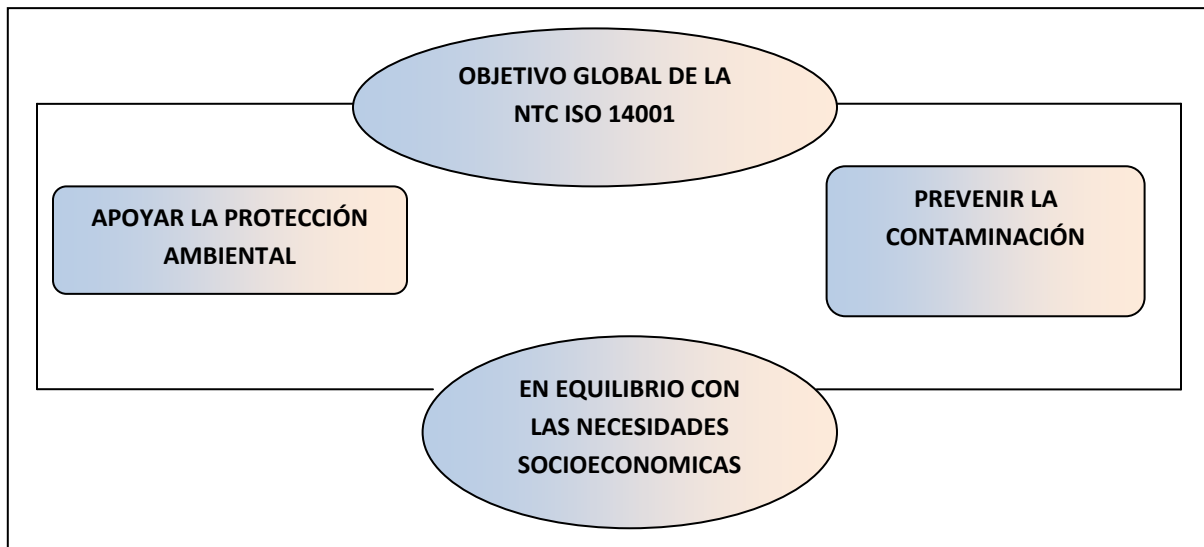 OBJETIVO GLOBAL DE LA
NTC ISO 14001
APOYAR LA PROTECCIÓN
AMBIENTAL
PREVENIR LA
CONTAMINACIÓN
EN EQUILIBRIO CON
LAS NECESIDADES
SOCIOECONOMICAS